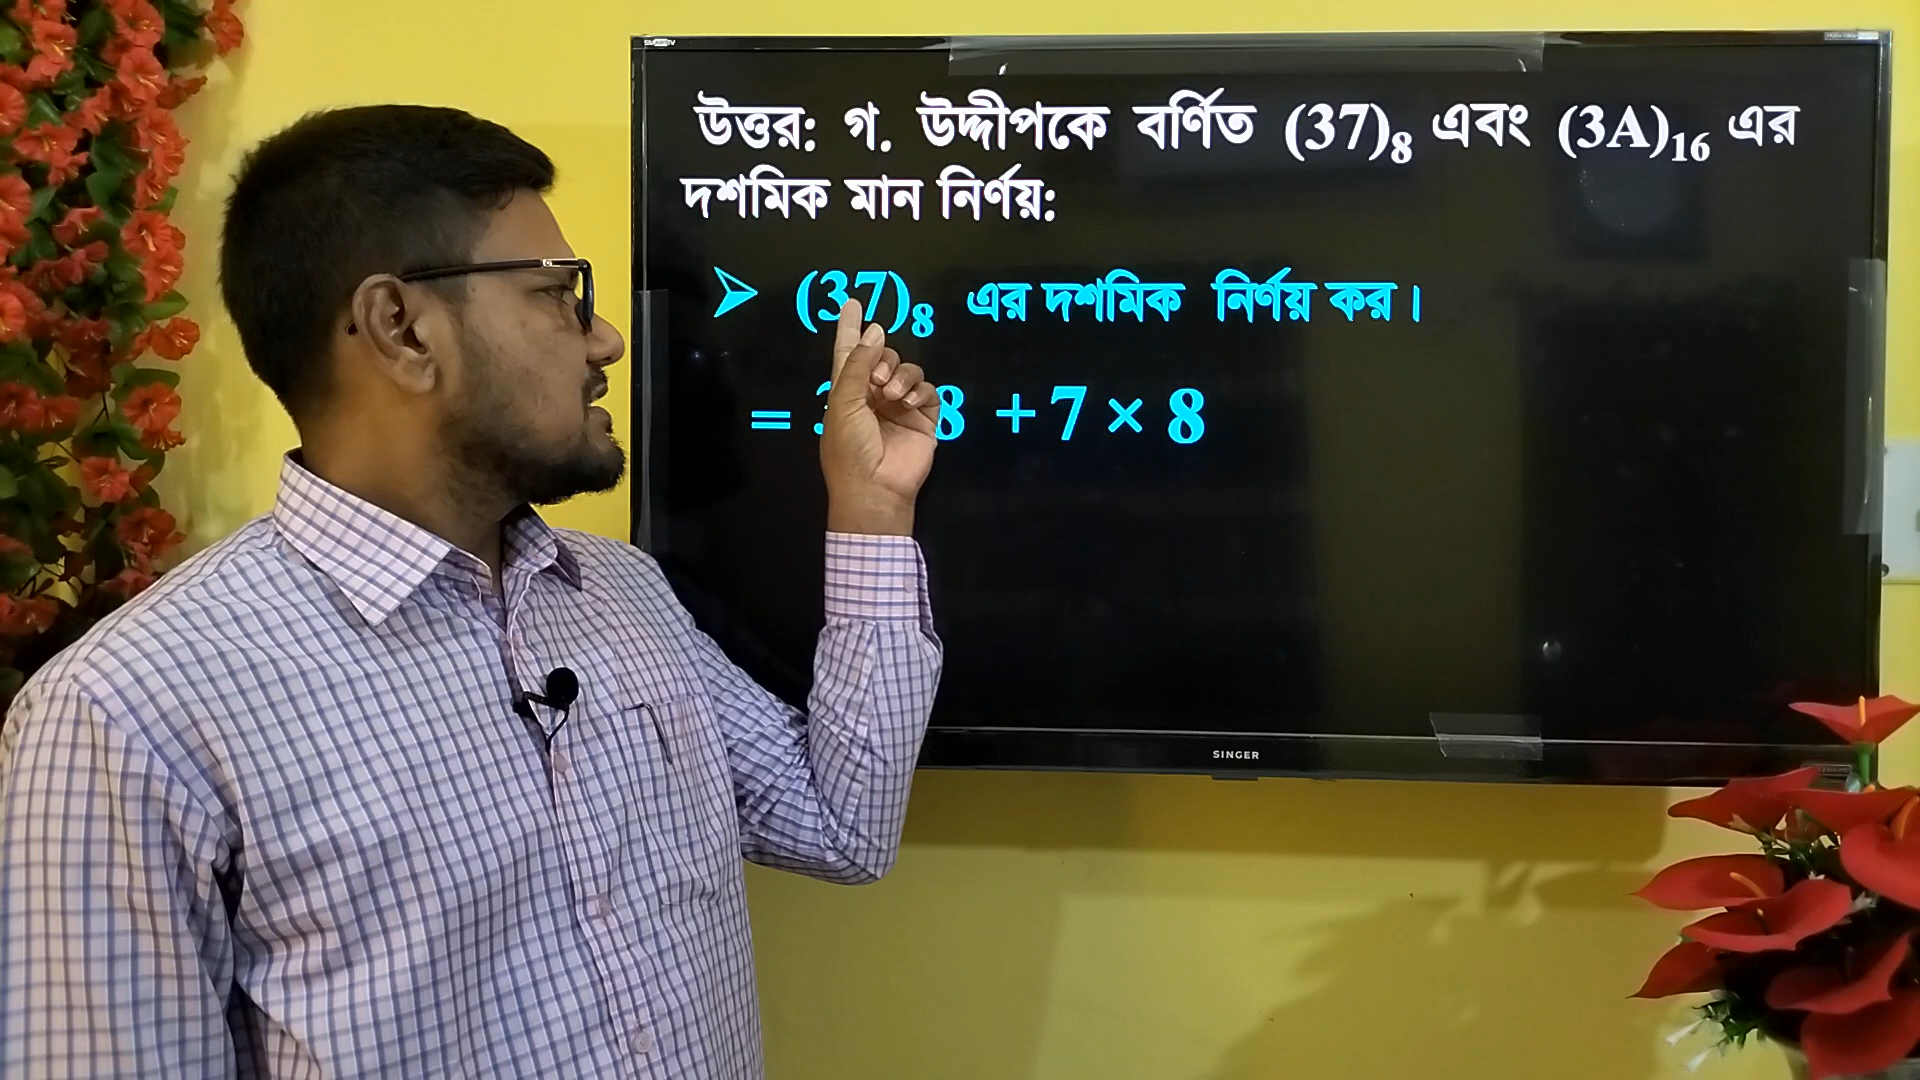 উত্তর: গ. উদ্দীপকে বর্ণিত (37)₈ এবং (3A)₁₆ এর
দশমিক মান নির্ণয়:
➢ (37)₈ এর দশমিক নির্ণয় কর।
= 3 8 + 7 × 8
SINGER